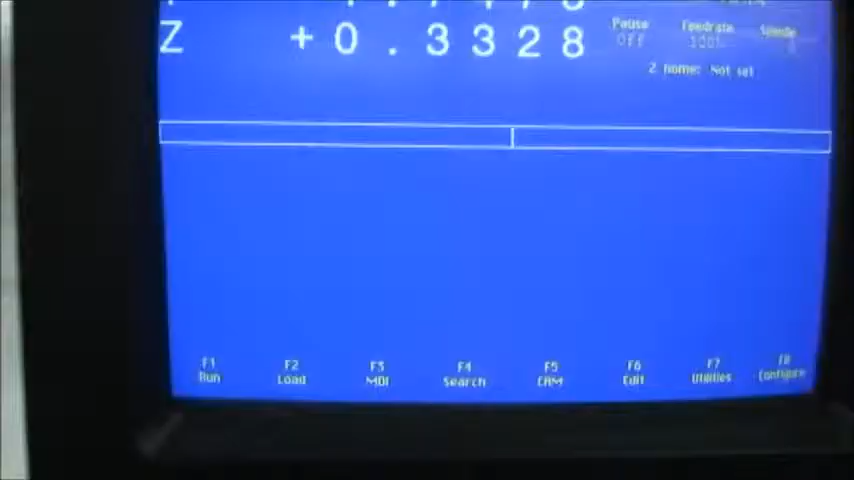 Z +0.3328
Pause Feedrate
OFF 100%
Z home: Not set
F1 F2 F3 F4 F5 F6 F7 F8
Run Load MDI Search CAM Edit Utilities Configure